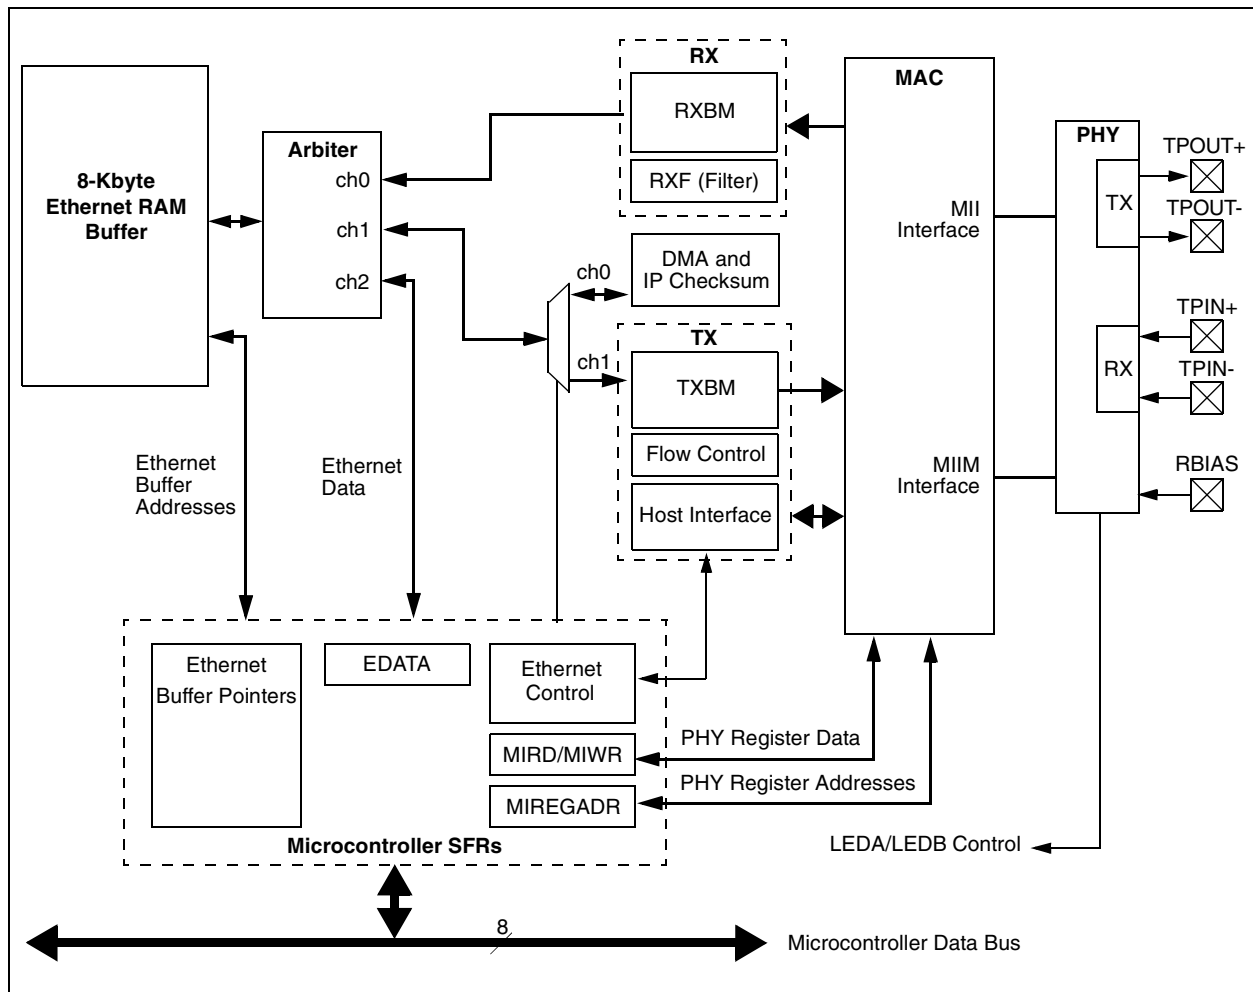 RX
RXBM
RXF (Filter)
MAC
MII
Interface
MIIM
Interface
PHY
TX
RX
TPOUT+
TPOUT-
TPIN+
TPIN-
RBIAS
8-Kbyte
Ethernet RAM
Buffer
Arbiter
ch0
ch1
ch2
DMA and
IP Checksum
ch0
ch1
TX
TXBM
Flow Control
Host Interface
Ethernet
Buffer
Addresses
Ethernet
Data
Ethernet
Buffer Pointers
EDATA
Ethernet
Control
MIRD/MIWR
MIREGADR
Microcontroller SFRs
PHY Register Data
PHY Register Addresses
LEDA/LEDB Control
8
Microcontroller Data Bus